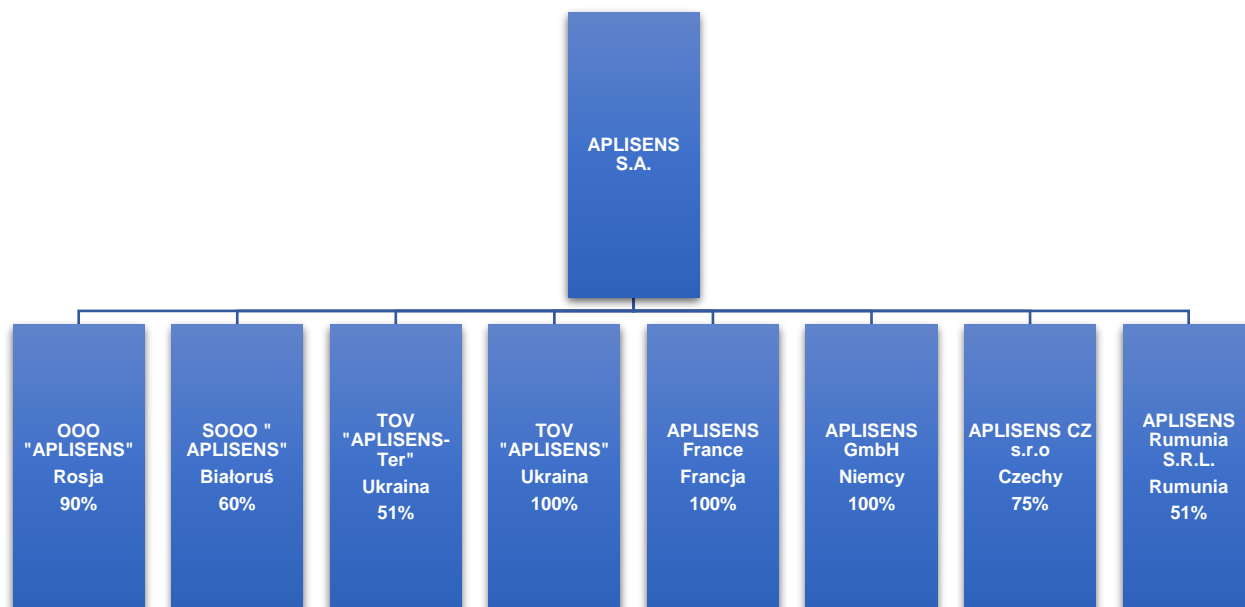 APLISENS
S.A.
OOO
"APLISENS"
Rosja
90%
SOOO "
APLISENS"
Białoruś
60%
TOV
"APLISENS-
Ter"
Ukraina
51%
TOV
"APLISENS"
Ukraina
100%
APLISENS
France
Francja
100%
APLISENS
GmbH
Niemcy
100%
APLISENS CZ
s.r.o
Czechy
75%
APLISENS
Rumunia
S.R.L.
Rumunia
51%